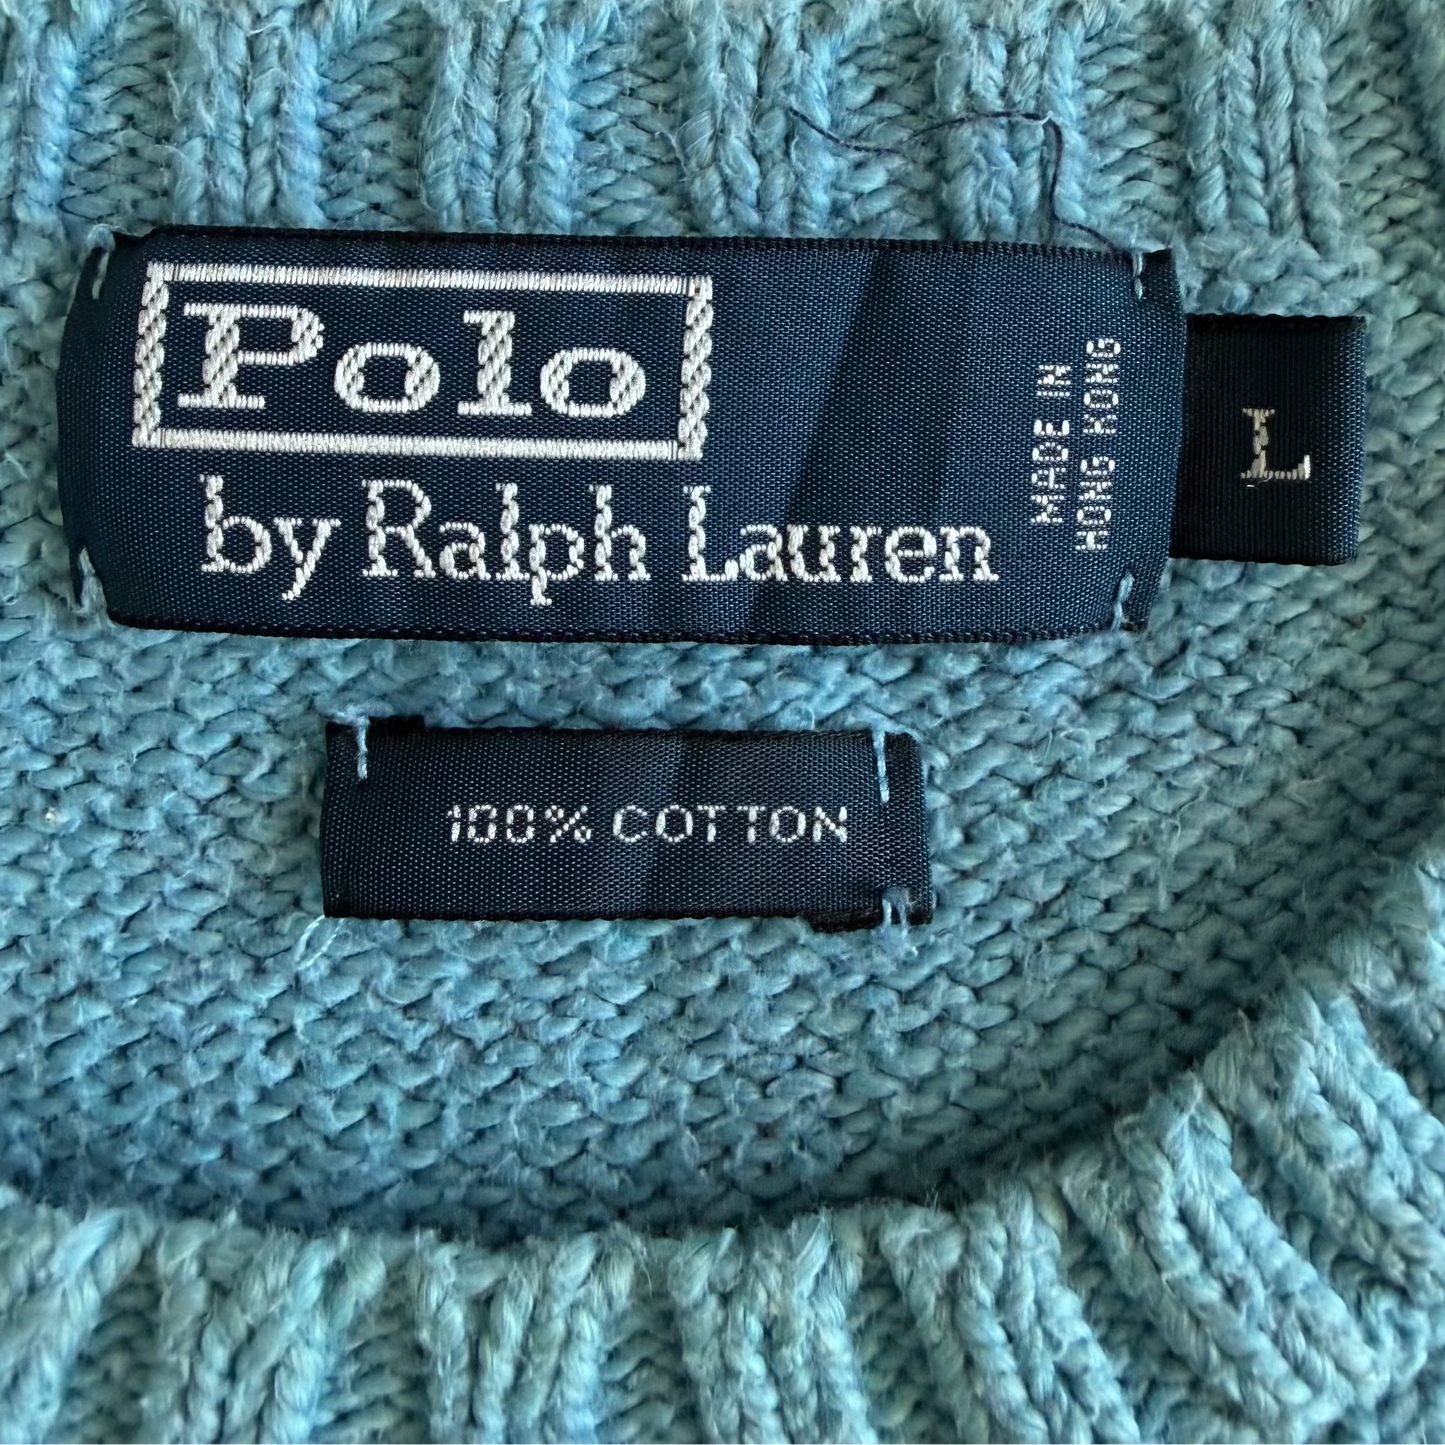 Polo
by Ralph Lauren
MADE IN
HONG KONG
L
100% COTTON